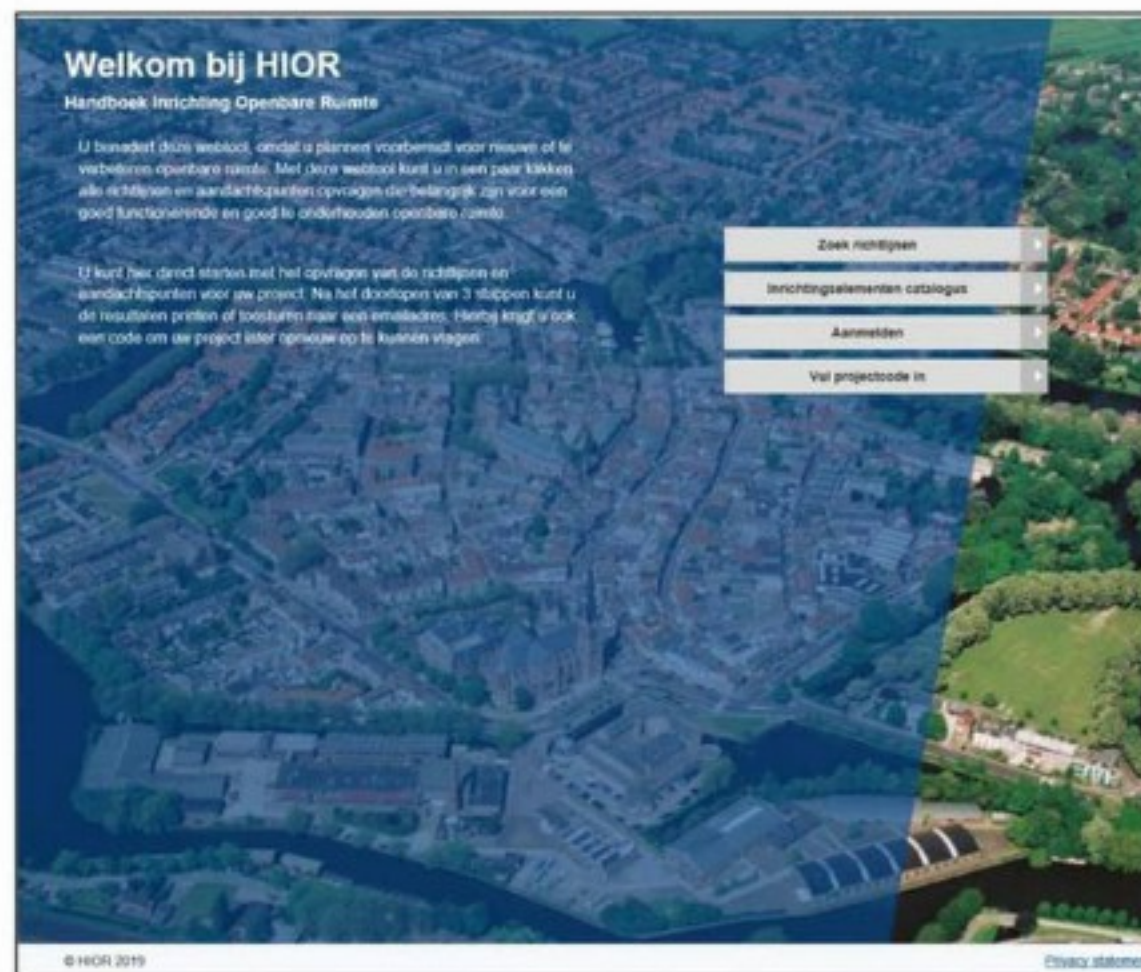 Welkom bij HIOR
Handboek Inrichting Openbare Ruimte
U benadert deze webtool, omdat u plannen voorbereidt voor nieuwe of te
verbeteren openbare ruimte. Met deze webtool kunt u in een paar klikken
alle richtlijnen en aandachtspunten opvragen die belangrijk zijn voor een
goed functionerende en goed te onderhouden openbare ruimte.
U kunt hier direct starten met het opvragen van de richtlijnen en
aandachtspunten voor uw project. Na het doorlopen van 3 stappen kunt u
de resultaten printen of toesturen naar een emailadres. Hierbij krijgt u ook
een code om uw project later opnieuw op te kunnen vragen.
Zoek richtlijnen
Inrichtingselementen catalogus
Aanmelden
Vul projectcode in
© HIOR 2019
Privacy stateme